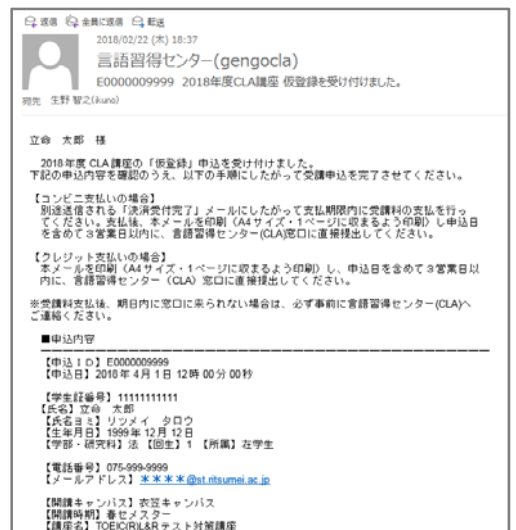 返信 全員に返信 転送
2018/02/22 (木) 18:37
言語習得センター(gengocla)
E0000009999 2018年度CLA講座 仮登録を受け付けました。
宛先 生野 智之(ikuno)
立命 太郎 様
2018年度 CLA講座の「仮登録」申込を受け付けました。
下記の申込内容を確認のうえ、以下の手順にしたがって受講申込を完了させてください。
【コンビニ支払いの場合】
別途送信される「決済受付完了」メールにしたがって支払期限内に受講料の支払を行っ
てください。支払後、本メールを印刷（A4サイズ・1ページに収まるよう印刷）し申込日
を含めて３営業日以内に、言語習得センター(CLA)窓口に直接提出してください。
【クレジット支払いの場合】
本メールを印刷（A4サイズ・1ページに収まるよう印刷）し、申込日を含めて３営業日以
内に、言語習得センター（CLA）窓口に直接提出してください。
※受講料支払後、期日内に窓口に来られない場合は、必ず事前に言語習得センター(CLA)へ
ご連絡ください。
■申込内容
【申込ＩＤ】E0000009999
【申込日】2018年 4月 1日 12時 00分 00秒
【学生証番号】11111111111
【氏名】立命 太郎
【氏名ヨミ】リツメイ タロウ
【生年月日】1999年 12月 12日
【学部・研究科】法 【回生】1 【所属】在学生
【電話番号】075-999-9999
【メールアドレス】＊＊＊＊@st.ritsumei.ac.jp
【開講キャンパス】衣笠キャンパス
【開講時期】春セメスター
【講座名】TOEIC(R)L&Rテスト対策講座